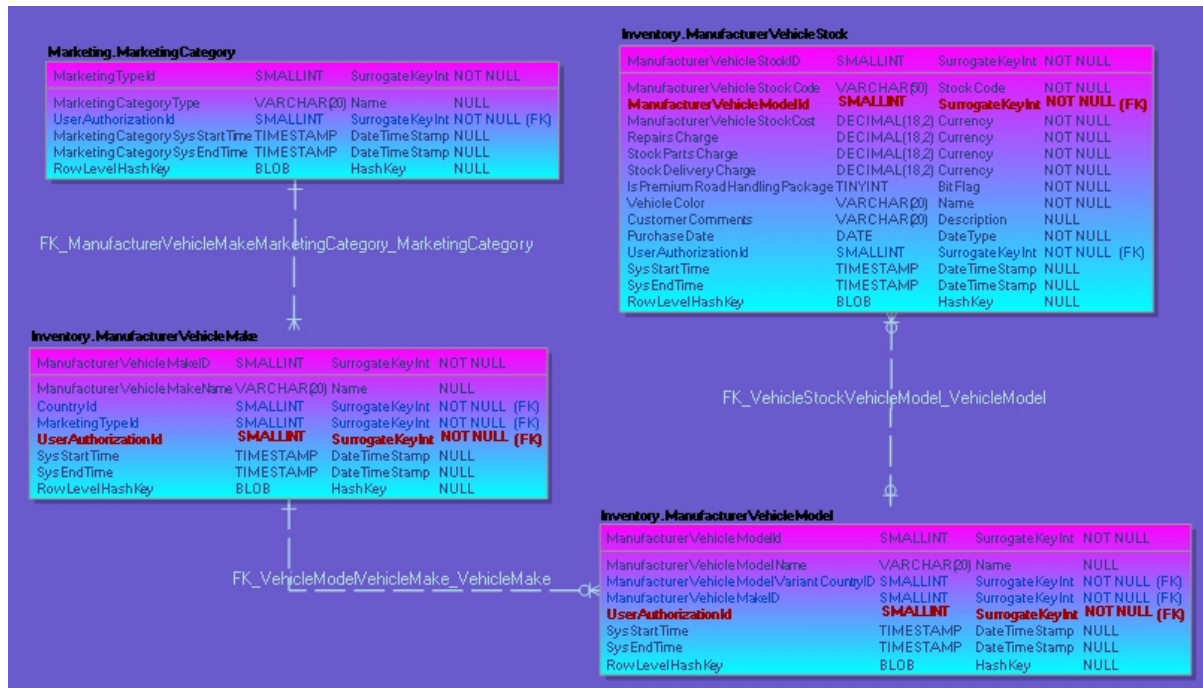 Marketing.MarketingCategory
MarketingTypeId SMALLINT SurrogateKeyInt NOT NULL
MarketingCategoryType VARCHAR(20) Name NULL
UserAuthorizationId SMALLINT SurrogateKeyInt NOT NULL (FK)
MarketingCategorySysStartTime TIMESTAMP DateTimeStamp NULL
MarketingCategorySysEndTime TIMESTAMP DateTimeStamp NULL
RowLevelHashKey BLOB HashKey NULL
FK_ManufacturerVehicleMakeMarketingCategory_MarketingCategory
Inventory.ManufacturerVehicleMake
ManufacturerVehicleMakeID SMALLINT SurrogateKeyInt NOT NULL
ManufacturerVehicleMakeName VARCHAR(20) Name NULL
CountryId SMALLINT SurrogateKeyInt NOT NULL (FK)
MarketingTypeId SMALLINT SurrogateKeyInt NOT NULL (FK)
UserAuthorizationId SMALLINT SurrogateKeyInt NOT NULL (FK)
SysStartTime TIMESTAMP DateTimeStamp NULL
SysEndTime TIMESTAMP DateTimeStamp NULL
RowLevelHashKey BLOB HashKey NULL
FK_VehicleModelVehicleMake_VehicleMake
Inventory.ManufacturerVehicleStock
ManufacturerVehicleStockID SMALLINT SurrogateKeyInt NOT NULL
ManufacturerVehicleStockCode VARCHAR(50) StockCode NOT NULL
ManufacturerVehicleModelId SMALLINT SurrogateKeyInt NOT NULL (FK)
ManufacturerVehicleStockCost DECIMAL(18,2) Currency NOT NULL
RepairsCharge DECIMAL(18,2) Currency NOT NULL
StockPartsCharge DECIMAL(18,2) Currency NOT NULL
StockDeliveryCharge DECIMAL(18,2) Currency NOT NULL
IsPremiumRoadHandlingPackage TINYINT BitFlag NOT NULL
VehicleColor VARCHAR(20) Name NOT NULL
CustomerComments VARCHAR(20) Description NULL
PurchaseDate DATE DateType NOT NULL
UserAuthorizationId SMALLINT SurrogateKeyInt NOT NULL (FK)
SysStartTime TIMESTAMP DateTimeStamp NULL
SysEndTime TIMESTAMP DateTimeStamp NULL
RowLevelHashKey BLOB HashKey NULL
FK_VehicleStockVehicleModel_VehicleModel
Inventory.ManufacturerVehicleModel
ManufacturerVehicleModelId SMALLINT SurrogateKeyInt NOT NULL
ManufacturerVehicleModelName VARCHAR(20) Name NULL
ManufacturerVehicleModelVariantCountryID SMALLINT SurrogateKeyInt NOT NULL (FK)
ManufacturerVehicleMakeID SMALLINT SurrogateKeyInt NOT NULL (FK)
UserAuthorizationId SMALLINT SurrogateKeyInt NOT NULL (FK)
SysStartTime TIMESTAMP DateTimeStamp NULL
SysEndTime TIMESTAMP DateTimeStamp NULL
RowLevelHashKey BLOB HashKey NULL